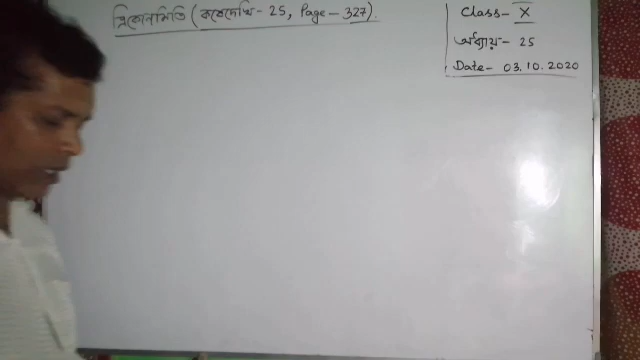 ত্রিকোনমিতি (কষেদেখি - 25, Page - 327).
Class - X
অধ্যায় - 25
Date - 03.10.2020